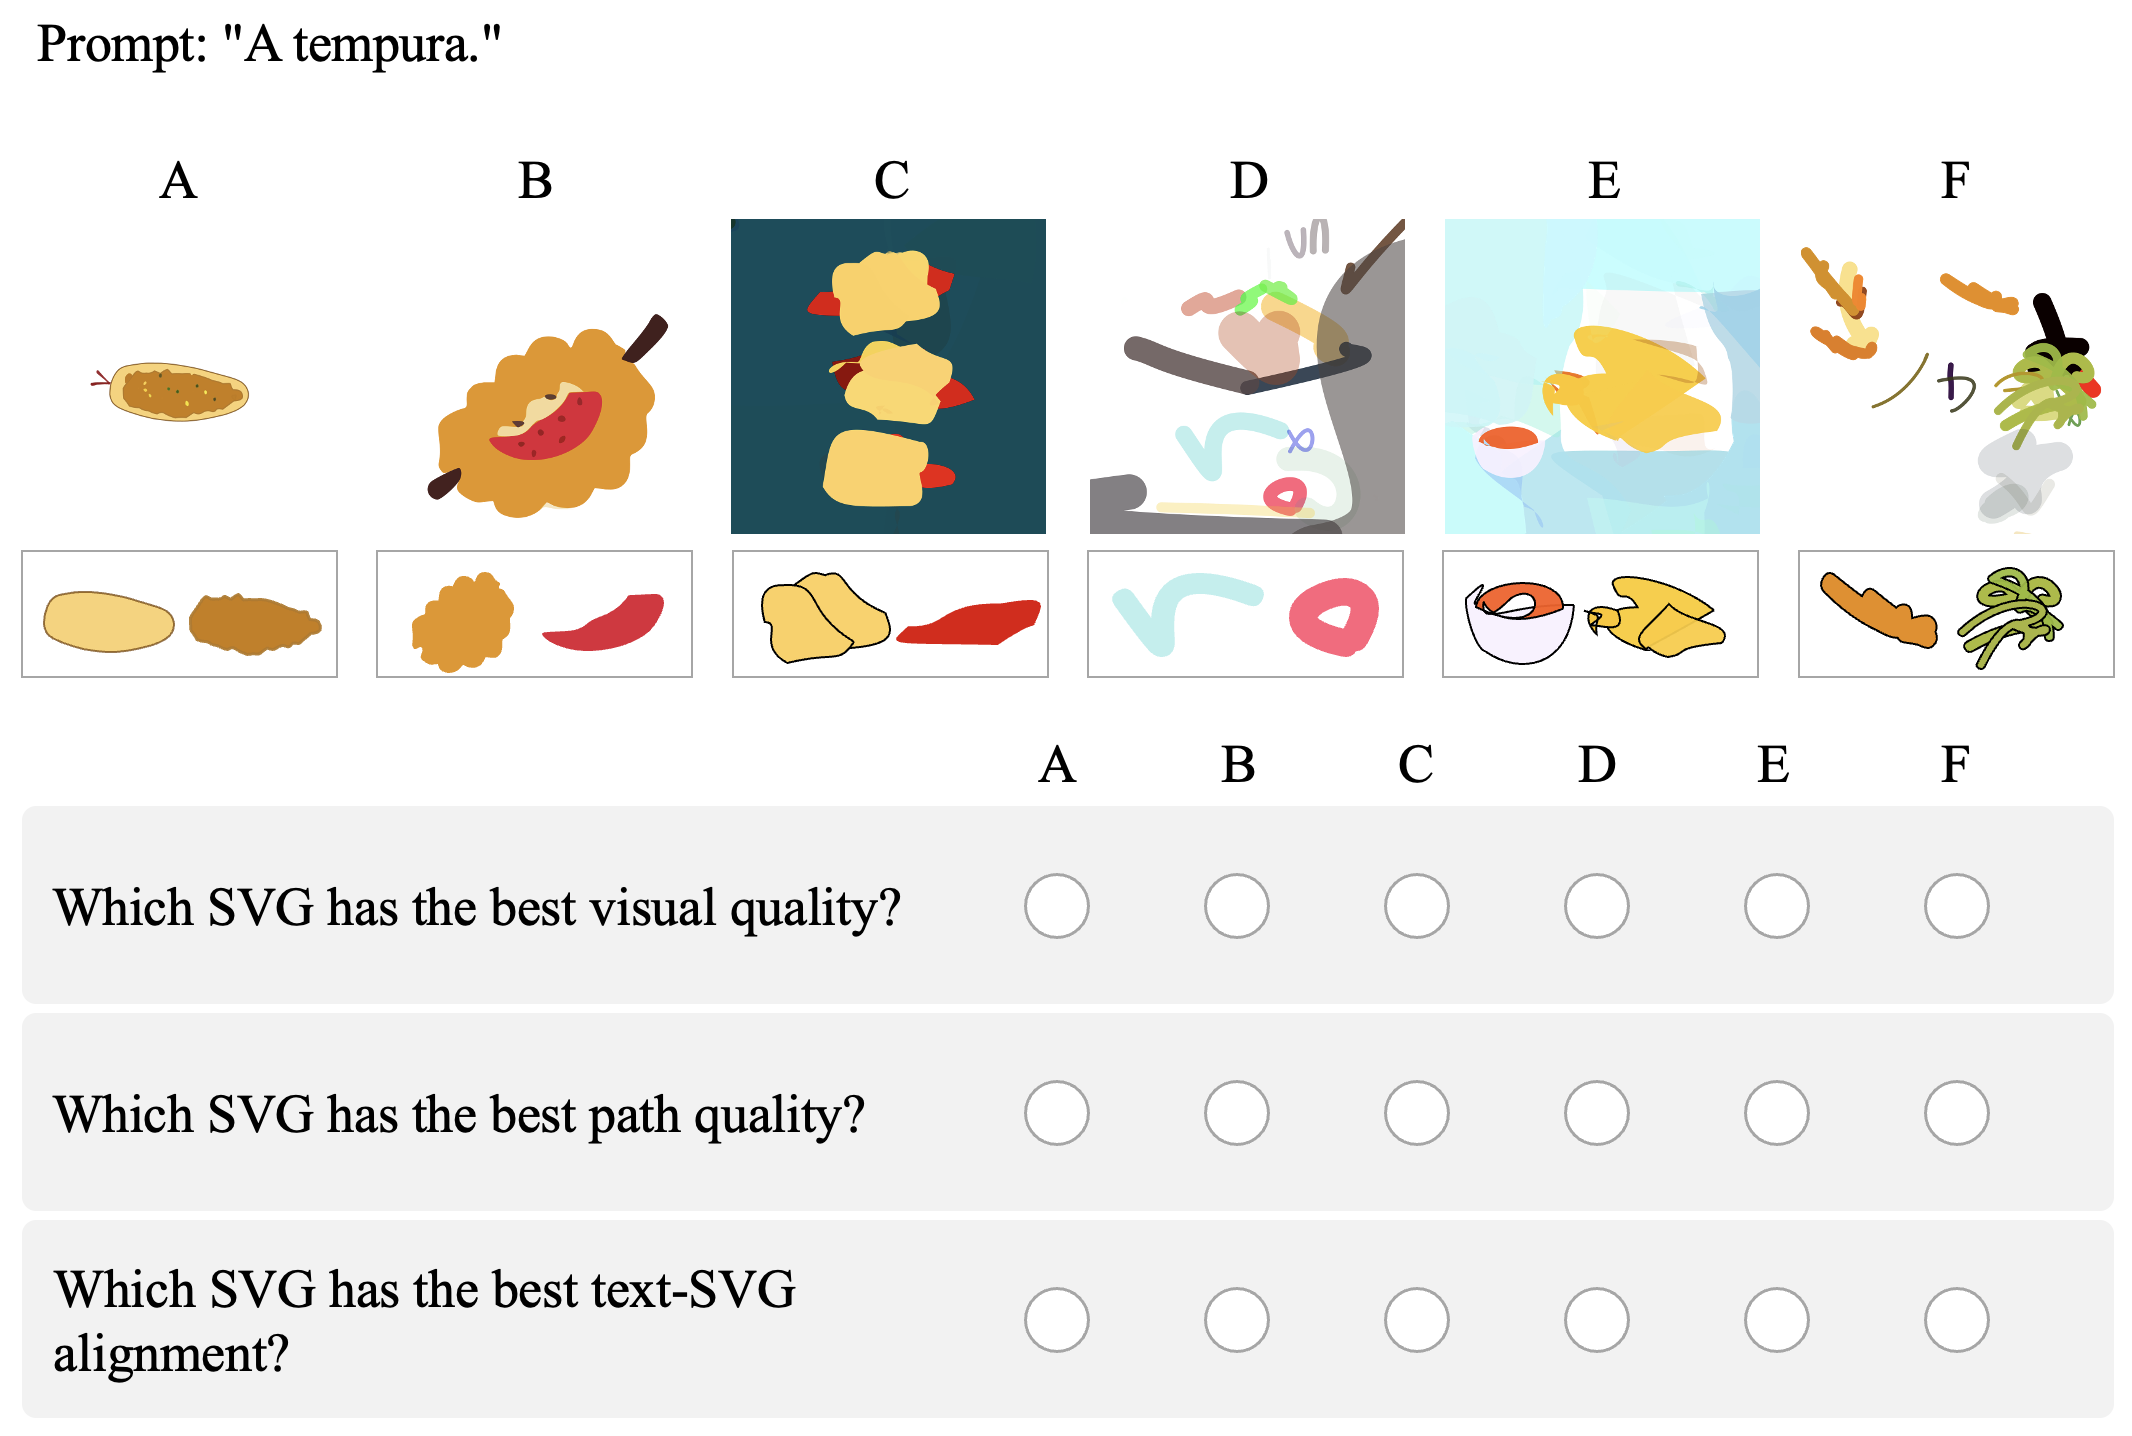 Prompt: "A tempura."
A B C D E F
A B C D E F
Which SVG has the best visual quality?
Which SVG has the best path quality?
Which SVG has the best text-SVG
alignment?